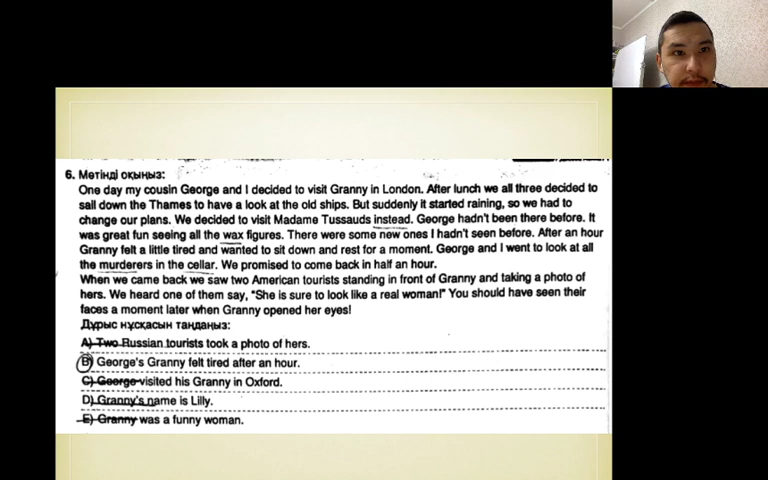 6. Мәтінді оқыңыз:
One day my cousin George and I decided to visit Granny in London. After lunch we all three decided to
sail down the Thames to have a look at the old ships. But suddenly it started raining, so we had to
change our plans. We decided to visit Madame Tussauds instead. George hadn't been there before. It
was great fun seeing all the wax figures. There were some new ones I hadn't seen before. After an hour
Granny felt a little tired and wanted to sit down and rest for a moment. George and I went to look at all
the murderers in the cellar. We promised to come back in half an hour.
When we came back we saw two American tourists standing in front of Granny and taking a photo of
hers. We heard one of them say, "She is sure to look like a real woman!" You should have seen their
faces a moment later when Granny opened her eyes!
Дұрыс нұсқасын таңдаңыз:
A) Two Russian tourists took a photo of hers.
B) George's Granny felt tired after an hour.
C) George visited his Granny in Oxford.
D) Granny's name is Lilly.
E) Granny was a funny woman.